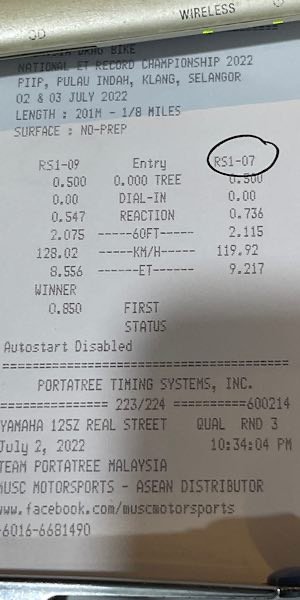 WIRELESS
DRAG BIKE
NATIONAL ET RECORD CHAMPIONSHIP 2022
PIIP, PULAU INDAH, KLANG, SELANGOR
02 & 03 JULY 2022
LENGTH : 201M - 1/8 MILES
SURFACE : NO-PREP
RS1-09 Entry RS1-07
0.500 0.000 TREE 0.500
0.00 DIAL-IN 0.00
0.547 REACTION 0.736
2.075 -----60FT----- 2.115
128.02 -----KM/H----- 119.92
8.556 ------ET------ 9.217
WINNER
0.850 FIRST
STATUS
Autostart Disabled
PORTATREE TIMING SYSTEMS, INC.
============== 223/224 ==========600214
YAMAHA 125Z REAL STREET QUAL RND 3
July 2, 2022 10:34:04 PM
TEAM PORTATREE MALAYSIA
MUSC MOTORSPORTS - ASEAN DISTRIBUTOR
www.facebook.com/muscmotorsports
-6016-6681490